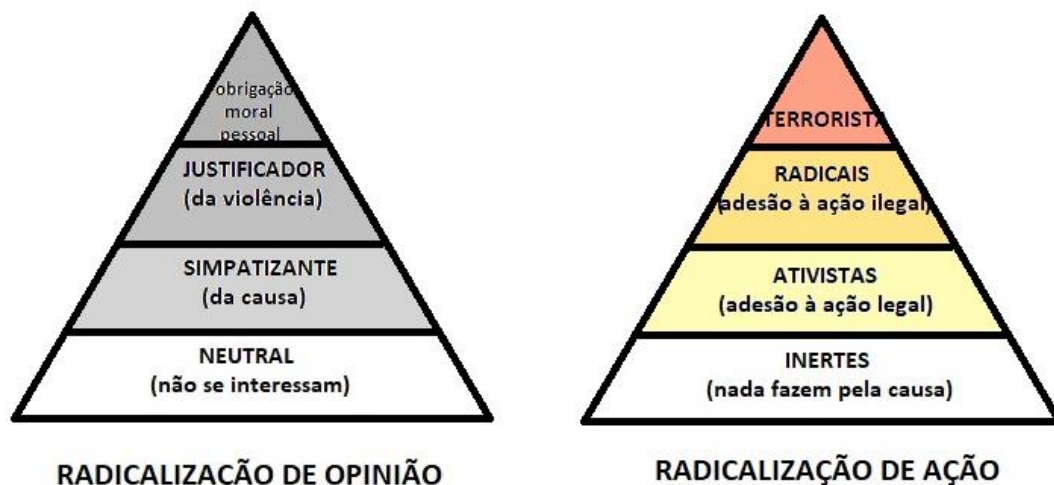 obrigação
moral
pessoal
JUSTIFICADOR
(da violência)
SIMPATIZANTE
(da causa)
NEUTRAL
(não se interessam)
RADICALIZAÇÃO DE OPINIÃO
TERRORISTA
RADICAIS
(adesão à ação ilegal)
ATIVISTAS
(adesão à ação legal)
INERTES
(nada fazem pela causa)
RADICALIZAÇÃO DE AÇÃO